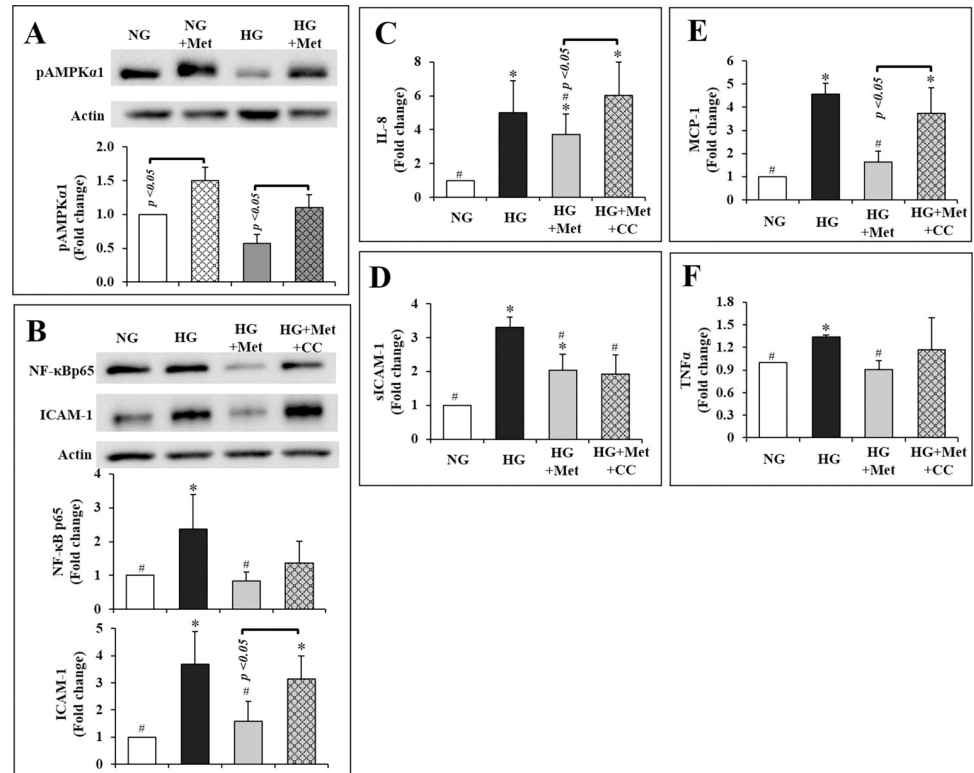 A
NG
NG
+Met
HG
HG
+Met
pAMPKα1
Actin
pAMPKα1
(Fold change)
2.0
1.5
1.0
0.5
0.0
p <0.05
p <0.05
B
NG
HG
HG
+Met
HG+Met
+CC
NF-κBp65
ICAM-1
Actin
NF-κB p65
(Fold change)
4
3
2
1
0
#
*
#
ICAM-1
(Fold change)
5
4
3
2
1
0
#
*
#
p <0.05
*
C
IL-8
(Fold change)
8
6
4
2
0
#
*
#
*
p <0.05
*
NG
HG
HG
+Met
HG+Met
+CC
D
sICAM-1
(Fold change)
4
3
2
1
0
#
*
#
*
#
NG
HG
HG
+Met
HG+Met
+CC
E
MCP-1
(Fold change)
6
5
4
3
2
1
0
#
*
#
p <0.05
*
NG
HG
HG
+Met
HG+Met
+CC
F
TNFα
(Fold change)
1.8
1.5
1.2
0.9
0.6
0.3
0
#
*
#
NG
HG
HG
+Met
HG+Met
+CC